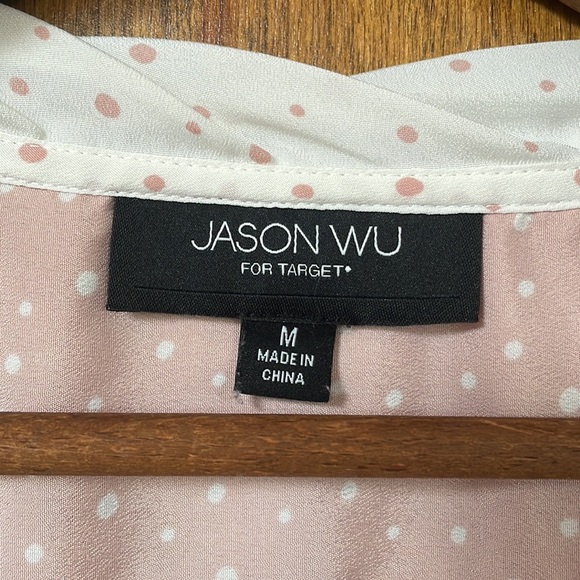 JASON WU
FOR TARGET®
M
MADE IN
CHINA